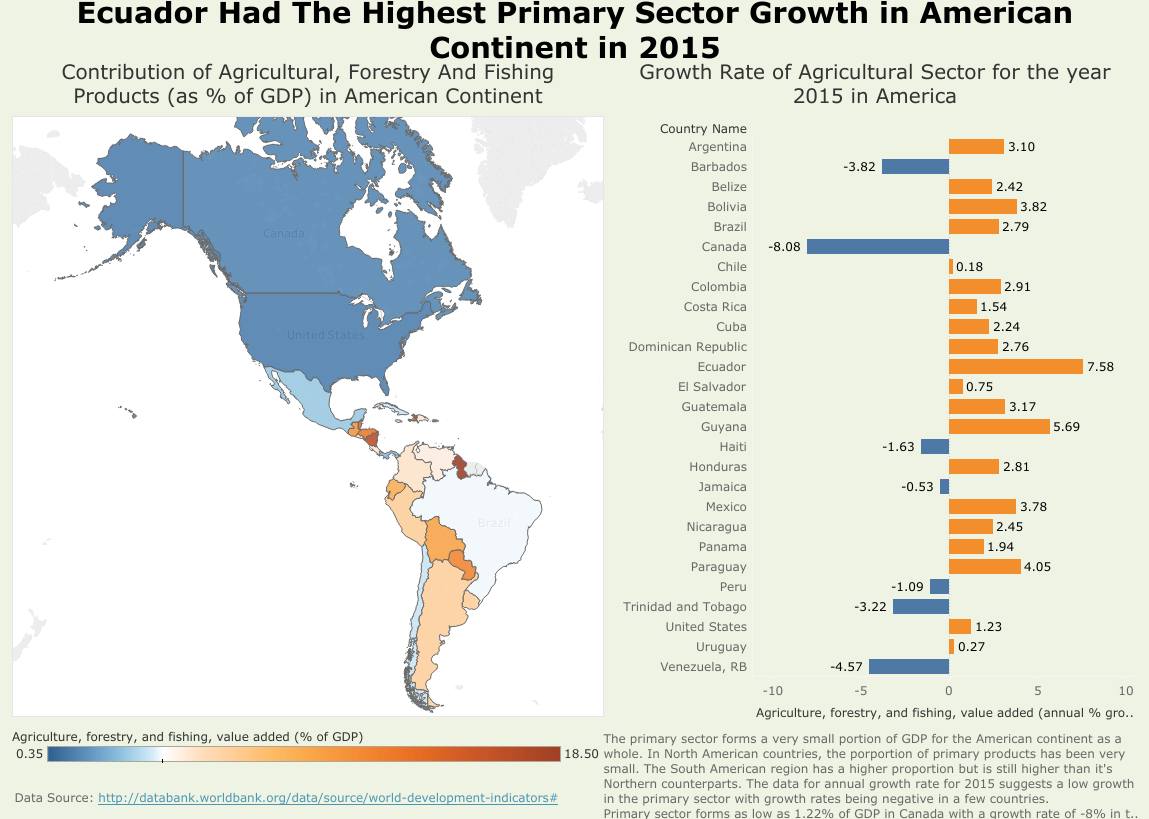 Ecuador Had The Highest Primary Sector Growth in American
Continent in 2015
Contribution of Agricultural, Forestry And Fishing
Products (as % of GDP) in American Continent
Canada
United States
Brazil
Agriculture, forestry, and fishing, value added (% of GDP)
0.35 18.50
Data Source: http://databank.worldbank.org/data/source/world-development-indicators#
Growth Rate of Agricultural Sector for the year
2015 in America
Country Name
Argentina 3.10
Barbados -3.82
Belize 2.42
Bolivia 3.82
Brazil 2.79
Canada -8.08
Chile 0.18
Colombia 2.91
Costa Rica 1.54
Cuba 2.24
Dominican Republic 2.76
Ecuador 7.58
El Salvador 0.75
Guatemala 3.17
Guyana 5.69
Haiti -1.63
Honduras 2.81
Jamaica -0.53
Mexico 3.78
Nicaragua 2.45
Panama 1.94
Paraguay 4.05
Peru -1.09
Trinidad and Tobago -3.22
United States 1.23
Uruguay 0.27
Venezuela, RB -4.57
-10 -5 0 5 10
Agriculture, forestry, and fishing, value added (annual % gro..
The primary sector forms a very small portion of GDP for the American continent as a
whole. In North American countries, the porportion of primary products has been very
small. The South American region has a higher proportion but is still higher than it's
Northern counterparts. The data for annual growth rate for 2015 suggests a low growth
in the primary sector with growth rates being negative in a few countries.
Primary sector forms as low as 1.22% of GDP in Canada with a growth rate of -8% in t..